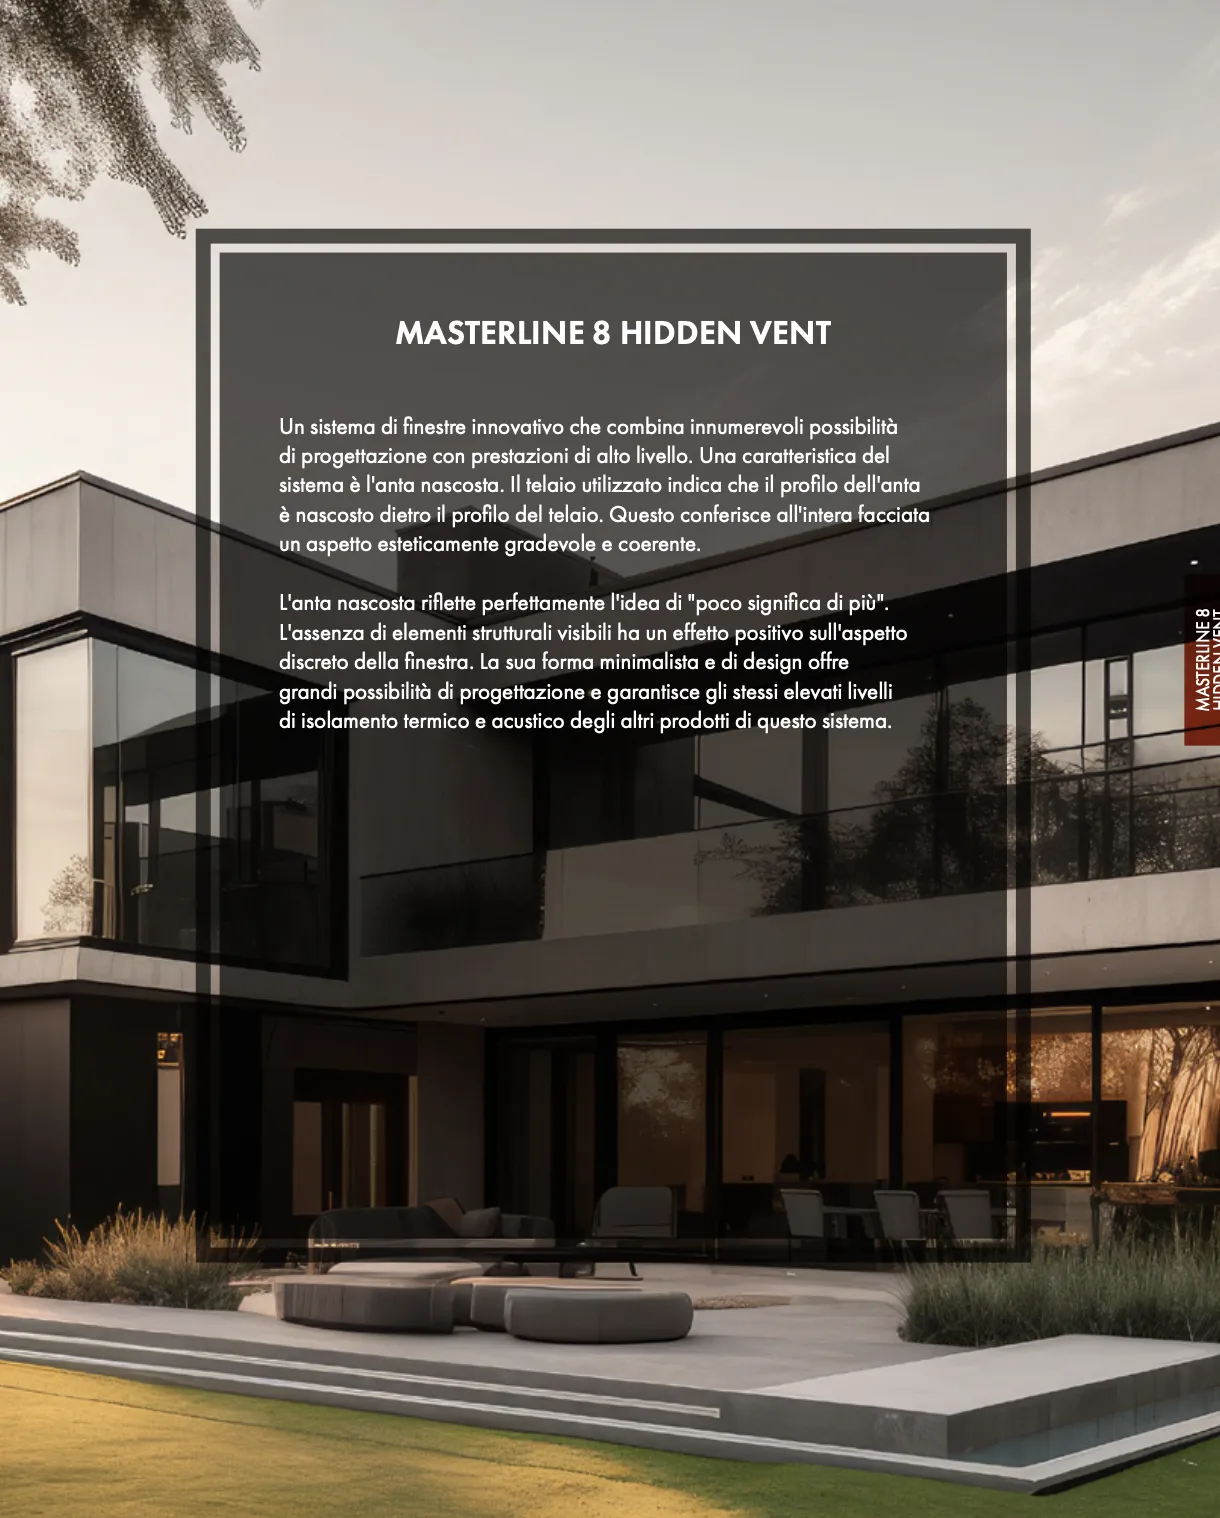 MASTERLINE 8 HIDDEN VENT
Un sistema di finestre innovativo che combina innumerevoli possibilità
di progettazione con prestazioni di alto livello. Una caratteristica del
sistema è l'anta nascosta. Il telaio utilizzato indica che il profilo dell'anta
è nascosto dietro il profilo del telaio. Questo conferisce all'intera facciata
un aspetto esteticamente gradevole e coerente.
L'anta nascosta riflette perfettamente l'idea di "poco significa di più".
L'assenza di elementi strutturali visibili ha un effetto positivo sull'aspetto
discreto della finestra. La sua forma minimalista e di design offre
grandi possibilità di progettazione e garantisce gli stessi elevati livelli
di isolamento termico e acustico degli altri prodotti di questo sistema.
MASTERLINE 8
HIDDEN VENT